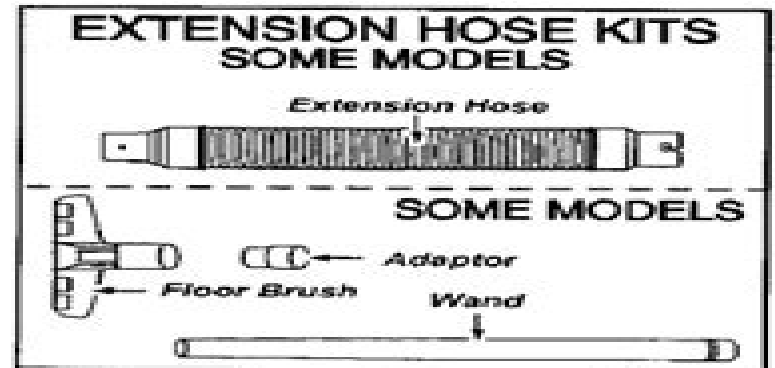 EXTENSION HOSE KITS
SOME MODELS
Extension Hose
SOME MODELS
Adaptor
Floor Brush
Wand